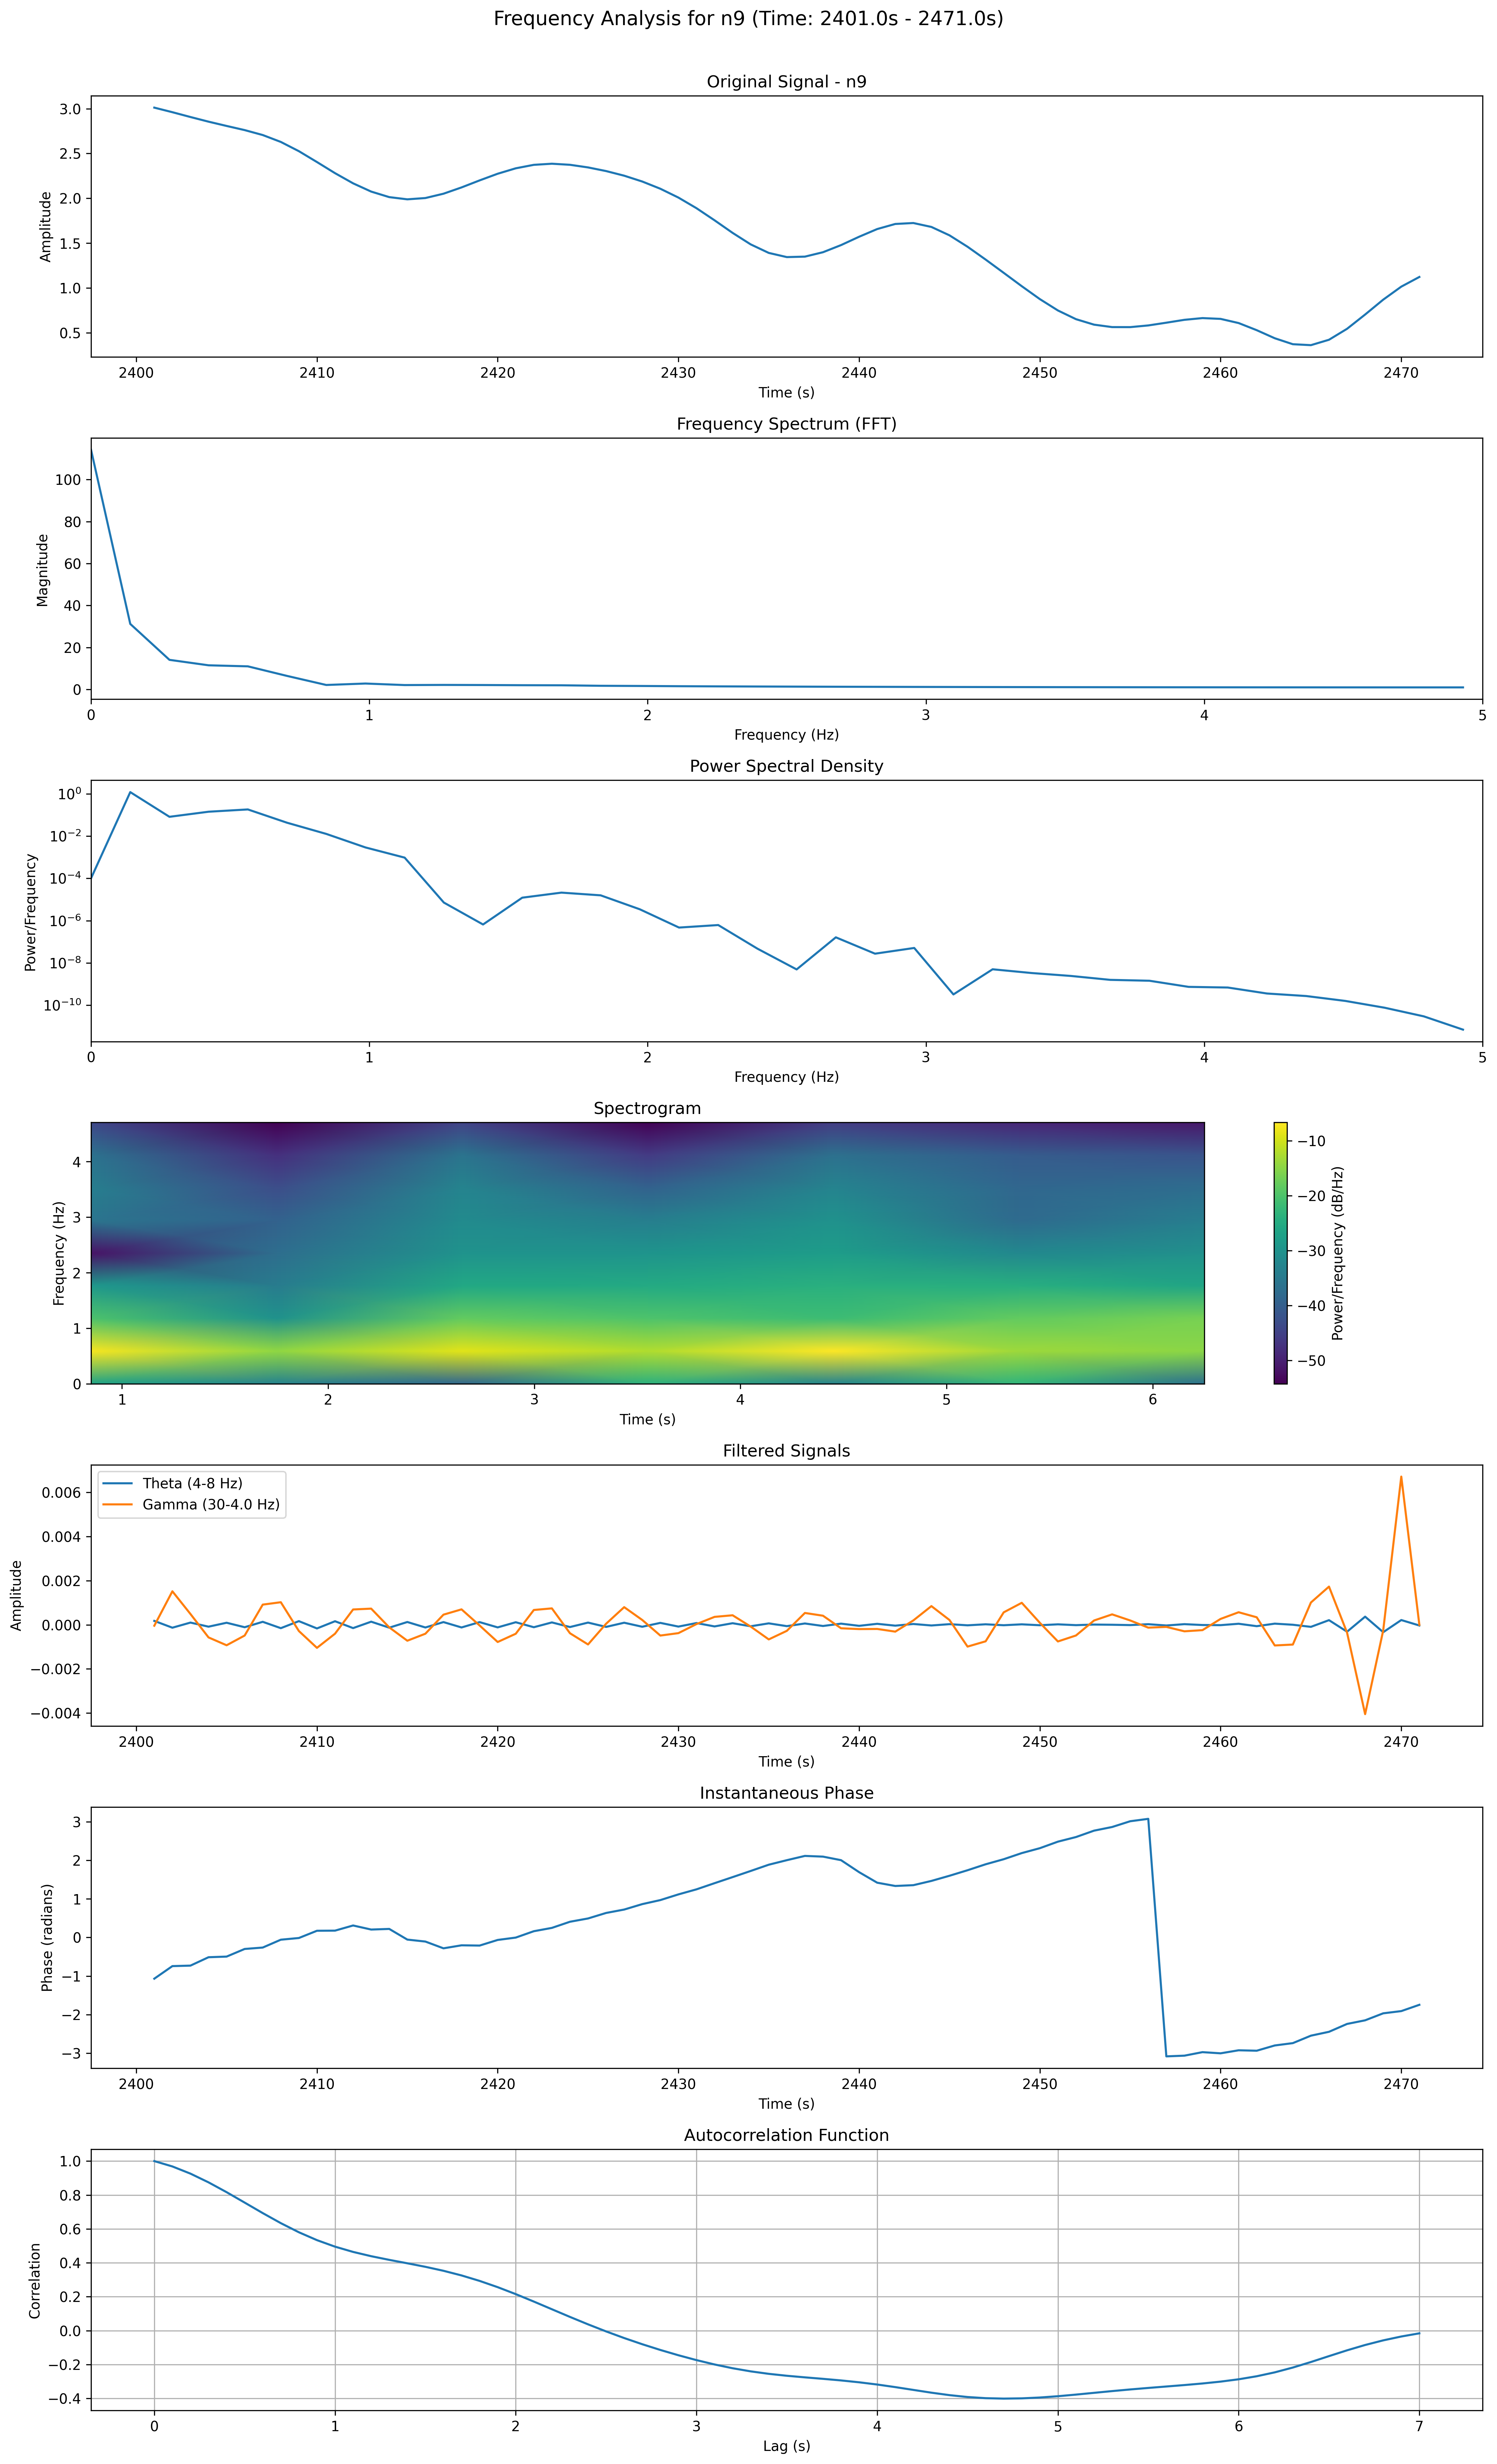 Frequency Analysis for n9 (Time: 2401.0s - 2471.0s)
Original Signal - n9
3.0
2.5
2.0
1.5
1.0
0.5
Amplitude
2400 2410 2420 2430 2440 2450 2460 2470
Time (s)
Frequency Spectrum (FFT)
100
80
60
40
20
0
Magnitude
0 1 2 3 4 5
Frequency (Hz)
Power Spectral Density
10⁰
10⁻²
10⁻⁴
10⁻⁶
10⁻⁸
10⁻¹⁰
Power/Frequency
0 1 2 3 4 5
Frequency (Hz)
Spectrogram
4
3
2
1
0
Frequency (Hz)
1 2 3 4 5 6
Time (s)
−10
−20
−30
−40
−50
Power/Frequency (dB/Hz)
Filtered Signals
Theta (4-8 Hz)
Gamma (30-4.0 Hz)
0.006
0.004
0.002
0.000
−0.002
−0.004
Amplitude
2400 2410 2420 2430 2440 2450 2460 2470
Time (s)
Instantaneous Phase
3
2
1
0
−1
−2
−3
Phase (radians)
2400 2410 2420 2430 2440 2450 2460 2470
Time (s)
Autocorrelation Function
1.0
0.8
0.6
0.4
0.2
0.0
−0.2
−0.4
Correlation
0 1 2 3 4 5 6 7
Lag (s)